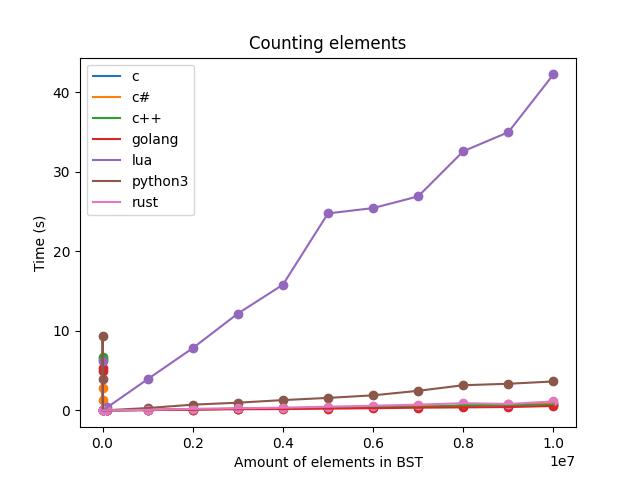 Counting elements
c
c#
c++
golang
lua
python3
rust
Time (s)
40
30
20
10
0
0.0 0.2 0.4 0.6 0.8 1.0
1e7
Amount of elements in BST